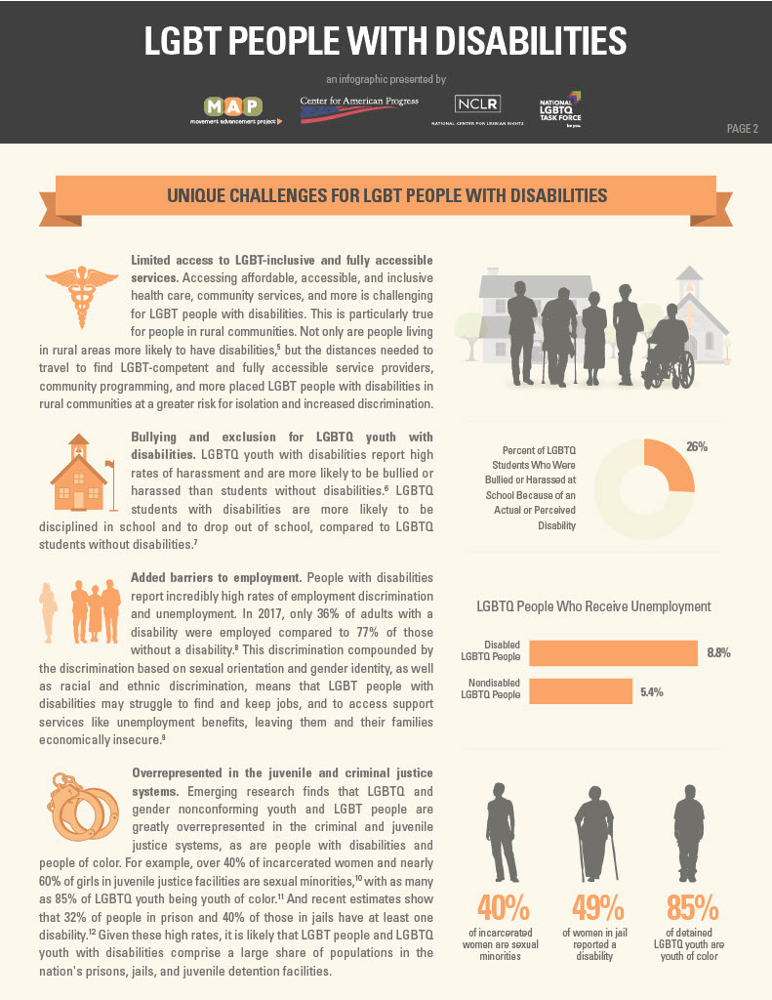 LGBT PEOPLE WITH DISABILITIES
an infographic presented by
MAP
movement advancement project
Center for American Progress
NCLR
NATIONAL CENTER FOR LESBIAN RIGHTS
NATIONAL
LGBTQ
TASK FORCE
be you.
PAGE 2
UNIQUE CHALLENGES FOR LGBT PEOPLE WITH DISABILITIES
Limited access to LGBT-inclusive and fully accessible
services. Accessing affordable, accessible, and inclusive
health care, community services, and more is challenging
for LGBT people with disabilities. This is particularly true
for people in rural communities. Not only are people living
in rural areas more likely to have disabilities,⁵ but the distances needed to
travel to find LGBT-competent and fully accessible service providers,
community programming, and more placed LGBT people with disabilities in
rural communities at a greater risk for isolation and increased discrimination.
Bullying and exclusion for LGBTQ youth with
disabilities. LGBTQ youth with disabilities report high
rates of harassment and are more likely to be bullied or
harassed than students without disabilities.⁶ LGBTQ
students with disabilities are more likely to be
disciplined in school and to drop out of school, compared to LGBTQ
students without disabilities.⁷
Percent of LGBTQ
Students Who Were
Bullied or Harassed at
School Because of an
Actual or Perceived
Disability
26%
Added barriers to employment. People with disabilities
report incredibly high rates of employment discrimination
and unemployment. In 2017, only 36% of adults with a
disability were employed compared to 77% of those
without a disability.⁸ This discrimination compounded by
the discrimination based on sexual orientation and gender identity, as well
as racial and ethnic discrimination, means that LGBT people with
disabilities may struggle to find and keep jobs, and to access support
services like unemployment benefits, leaving them and their families
economically insecure.⁹
LGBTQ People Who Receive Unemployment
Disabled
LGBTQ People
8.8%
Nondisabled
LGBTQ People
5.4%
Overrepresented in the juvenile and criminal justice
systems. Emerging research finds that LGBTQ and
gender nonconforming youth and LGBT people are
greatly overrepresented in the criminal and juvenile
justice systems, as are people with disabilities and
people of color. For example, over 40% of incarcerated women and nearly
60% of girls in juvenile justice facilities are sexual minorities,¹⁰ with as many
as 85% of LGBTQ youth being youth of color.¹¹ And recent estimates show
that 32% of people in prison and 40% of those in jails have at least one
disability.¹² Given these high rates, it is likely that LGBT people and LGBTQ
youth with disabilities comprise a large share of populations in the
nation's prisons, jails, and juvenile detention facilities.
40%
of incarcerated
women are sexual
minorities
49%
of women in jail
reported a
disability
85%
of detained
LGBTQ youth are
youth of color